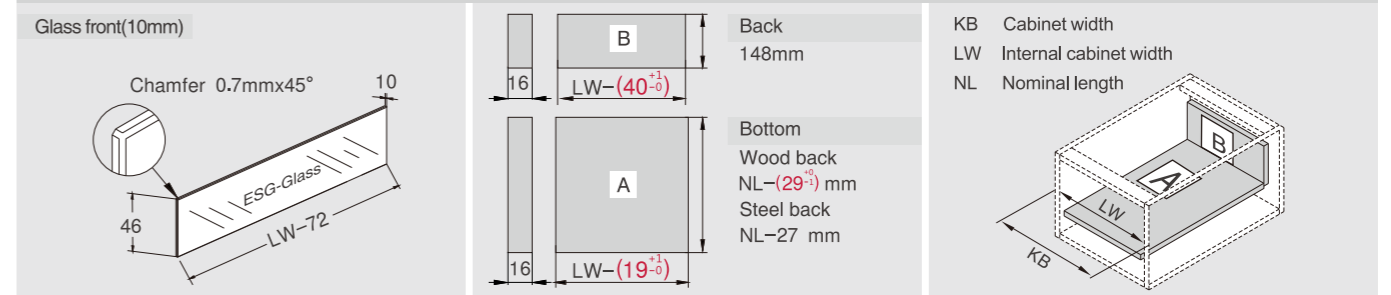 Glass front(10mm)
Chamfer 0.7mmx45°
10
ESG-Glass
46
LW-72
B
16
LW-(40+1-0)
Back
148mm
A
16
LW-(19+1-0)
Bottom
Wood back
NL-(29+0-1) mm
Steel back
NL-27 mm
KB Cabinet width
LW Internal cabinet width
NL Nominal length
B
A
LW
KB